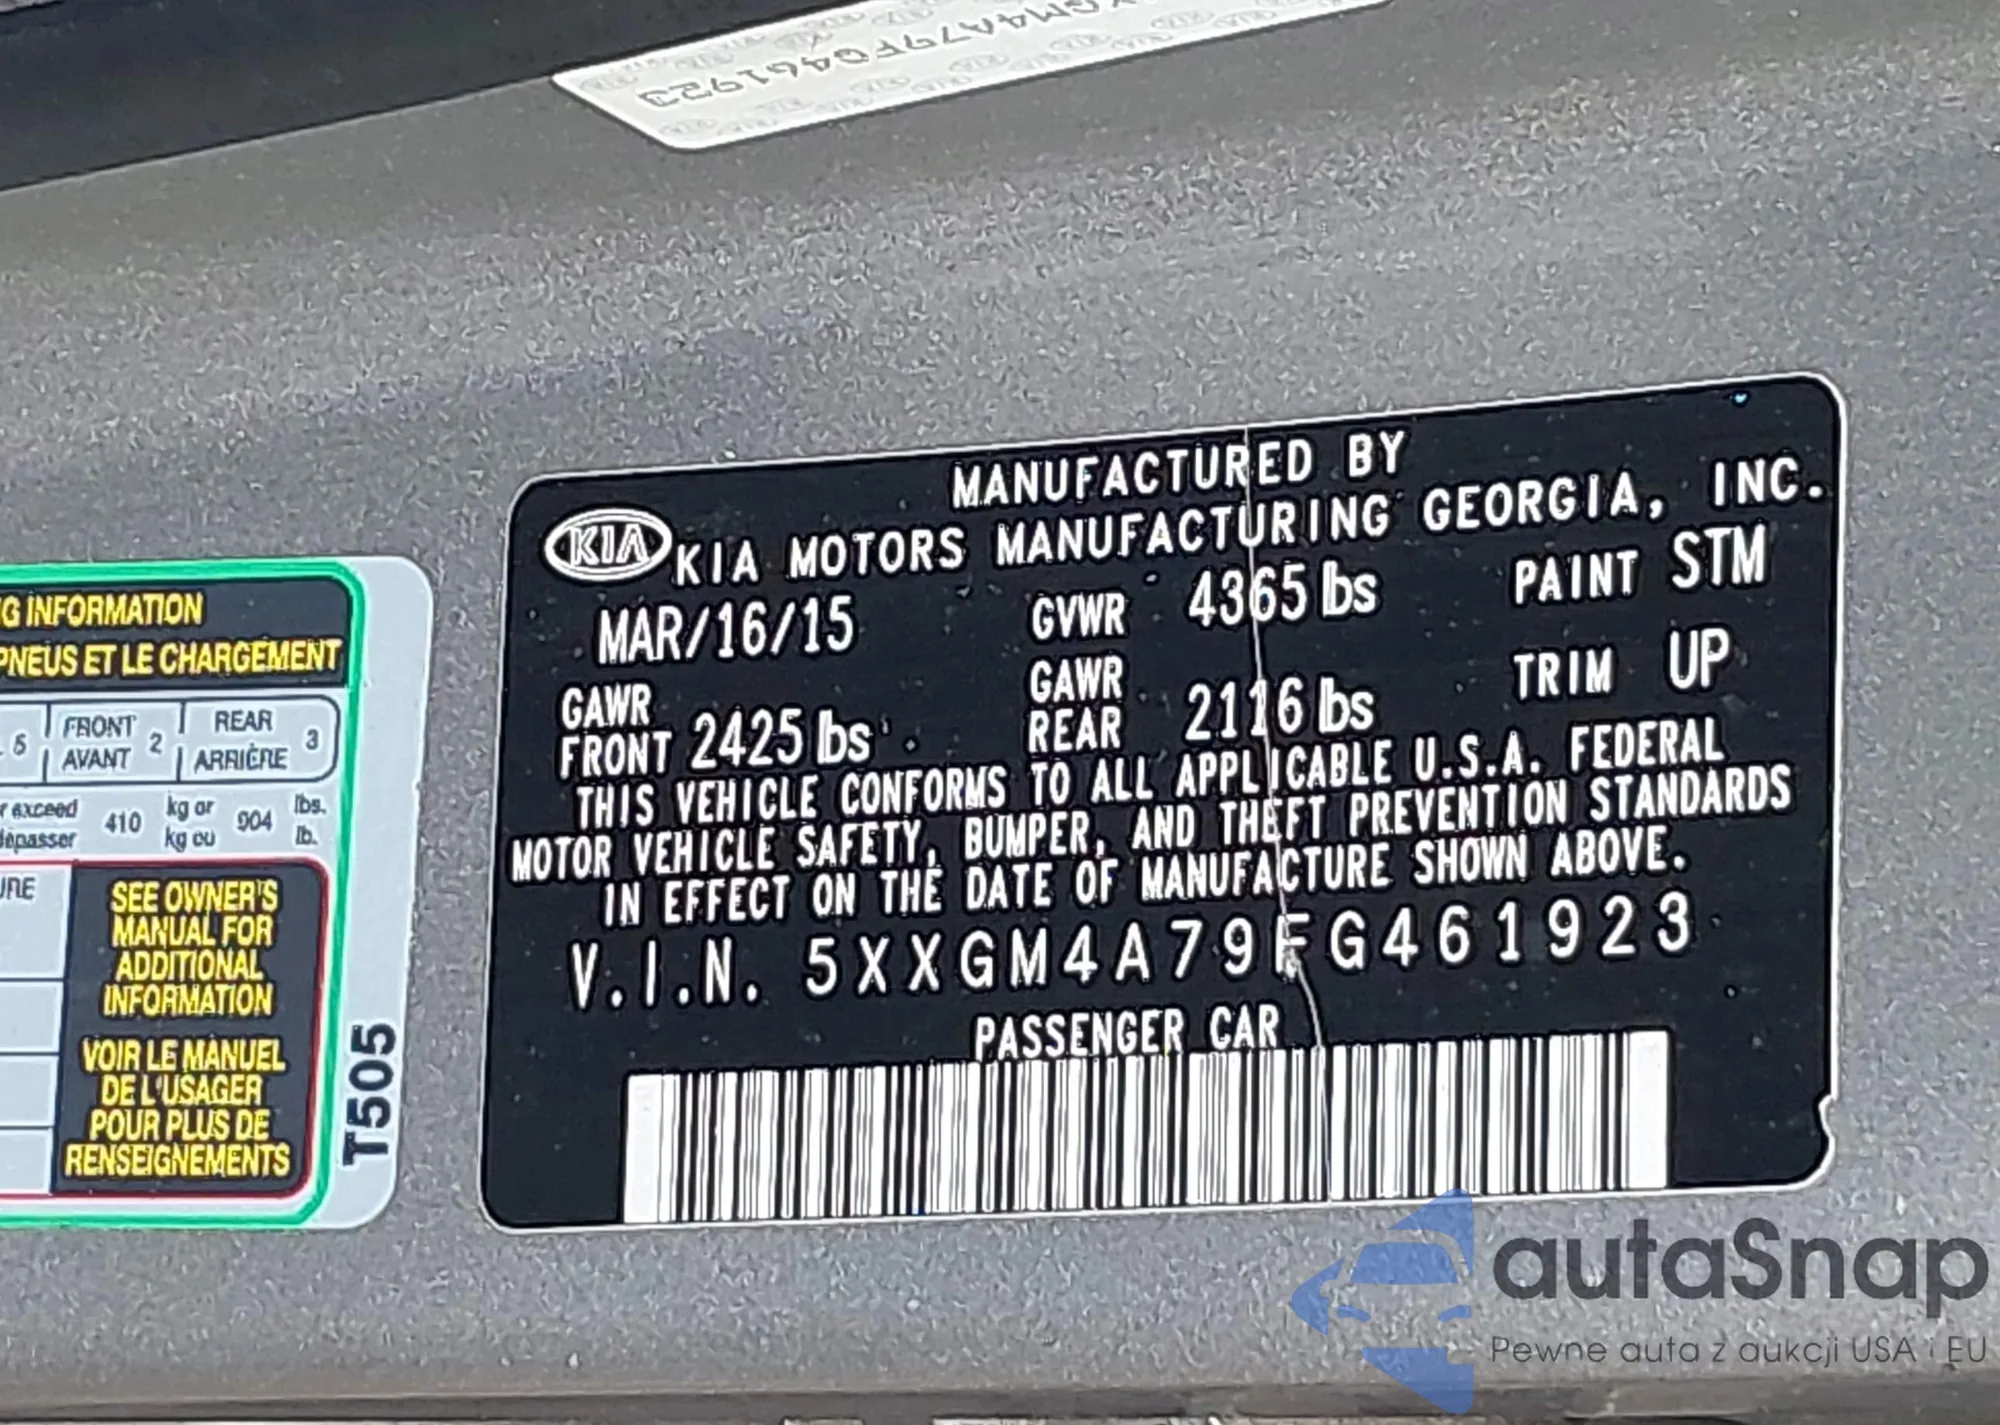 XGM4A79FG461923
MANUFACTURED BY
KIA KIA MOTORS MANUFACTURING GEORGIA, INC.
MAR/16/15 GVWR 4365 lbs PAINT STM
GAWR FRONT 2425 lbs GAWR REAR 2116 lbs TRIM UP
THIS VEHICLE CONFORMS TO ALL APPLICABLE U.S.A. FEDERAL
MOTOR VEHICLE SAFETY, BUMPER, AND THEFT PREVENTION STANDARDS
IN EFFECT ON THE DATE OF MANUFACTURE SHOWN ABOVE.
V.I.N. 5XXGM4A79FG461923
PASSENGER CAR
INFORMATION
PNEUS ET LE CHARGEMENT
5 FRONT 2 REAR 3
AVANT ARRIÈRE
exceed 410 kg or 904 lbs.
dépasser kg ou lb.
SEE OWNER'S
MANUAL FOR
ADDITIONAL
INFORMATION
VOIR LE MANUEL
DE L'USAGER
POUR PLUS DE
RENSEIGNEMENTS
T505
autaSnap
Pewne auta z aukcji USA i EU